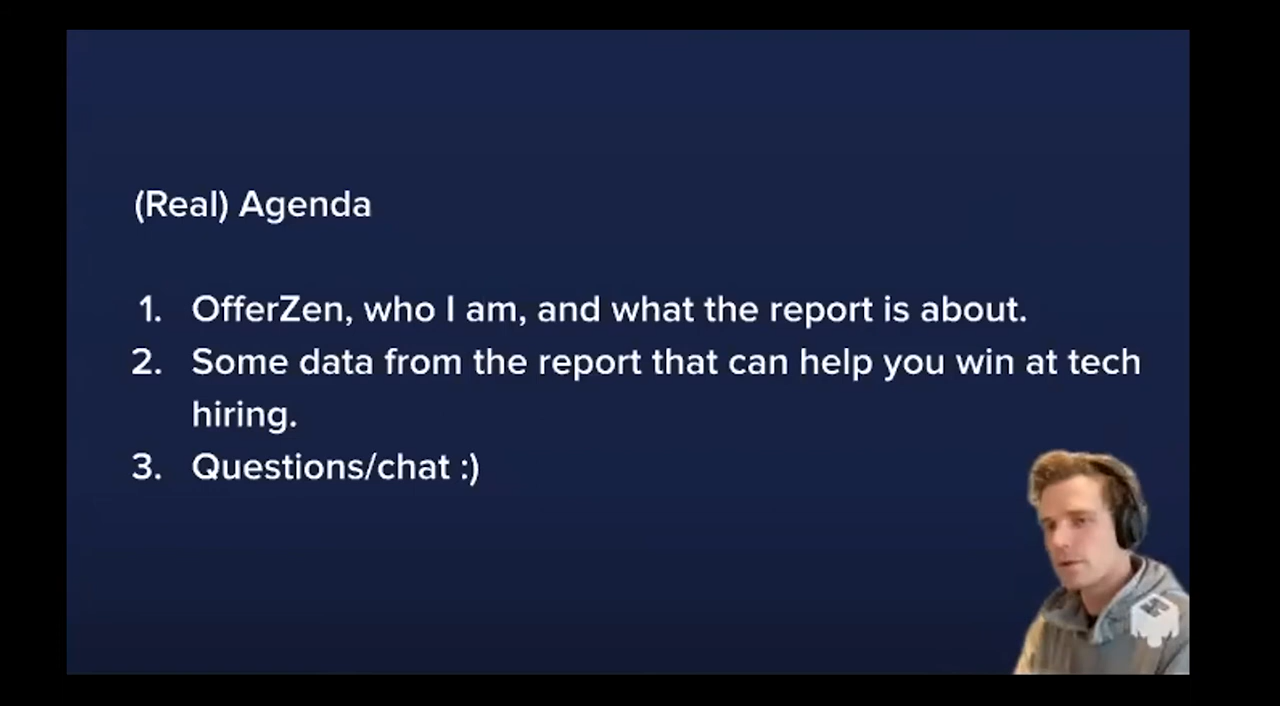 (Real) Agenda
1. OfferZen, who I am, and what the report is about.
2. Some data from the report that can help you win at tech
hiring.
3. Questions/chat :)